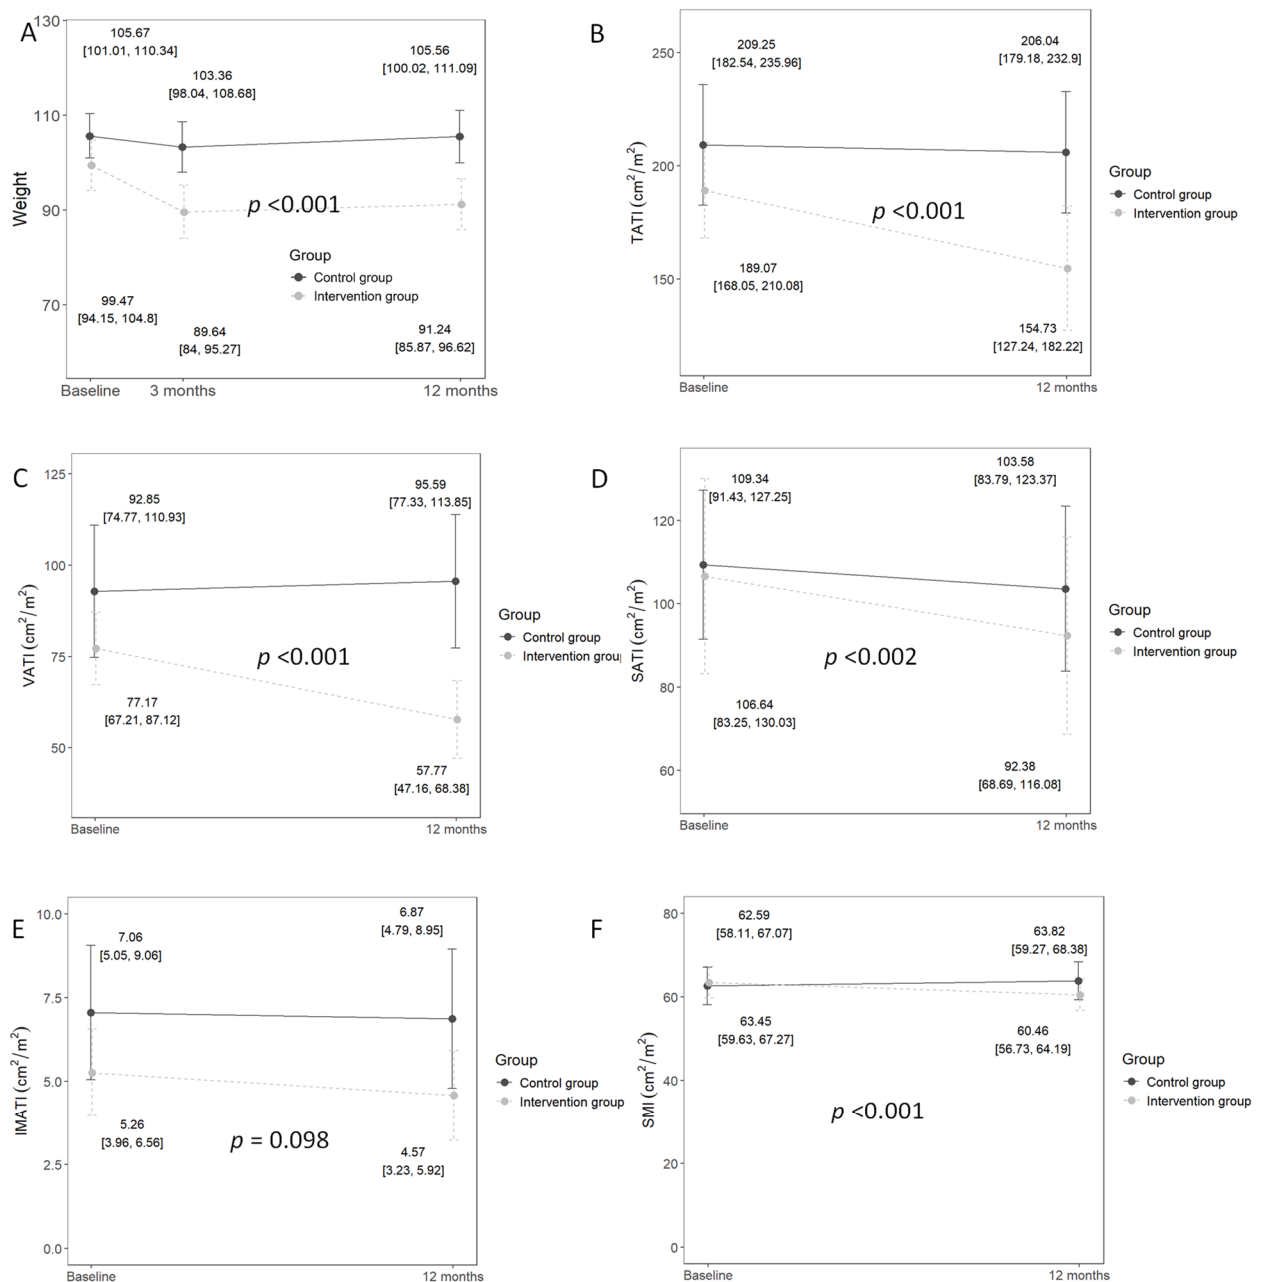 A
130
110
90
70
Weight
105.67
[101.01, 110.34]
103.36
[98.04, 108.68]
105.56
[100.02, 111.09]
p <0.001
Group
Control group
Intervention group
99.47
[94.15, 104.8]
89.64
[84, 95.27]
91.24
[85.87, 96.62]
Baseline 3 months 12 months
B
250
200
150
TATI (cm²/m²)
209.25
[182.54, 235.96]
206.04
[179.18, 232.9]
p <0.001
189.07
[168.05, 210.08]
154.73
[127.24, 182.22]
Baseline 12 months
Group
Control group
Intervention group
C
125
100
75
50
VATI (cm²/m²)
92.85
[74.77, 110.93]
95.59
[77.33, 113.85]
p <0.001
77.17
[67.21, 87.12]
57.77
[47.16, 68.38]
Baseline 12 months
Group
Control group
Intervention group
D
120
100
80
60
SATI (cm²/m²)
109.34
[91.43, 127.25]
103.58
[83.79, 123.37]
p <0.002
106.64
[83.25, 130.03]
92.38
[68.69, 116.08]
Baseline 12 months
Group
Control group
Intervention group
E
10.0
7.5
5.0
2.5
0.0
IMATI (cm²/m²)
7.06
[5.05, 9.06]
6.87
[4.79, 8.95]
5.26
[3.96, 6.56]
p = 0.098
4.57
[3.23, 5.92]
Baseline 12 months
Group
Control group
Intervention group
F
80
60
40
20
0
SMI (cm²/m²)
62.59
[58.11, 67.07]
63.82
[59.27, 68.38]
63.45
[59.63, 67.27]
60.46
[56.73, 64.19]
p <0.001
Baseline 12 months
Group
Control group
Intervention group